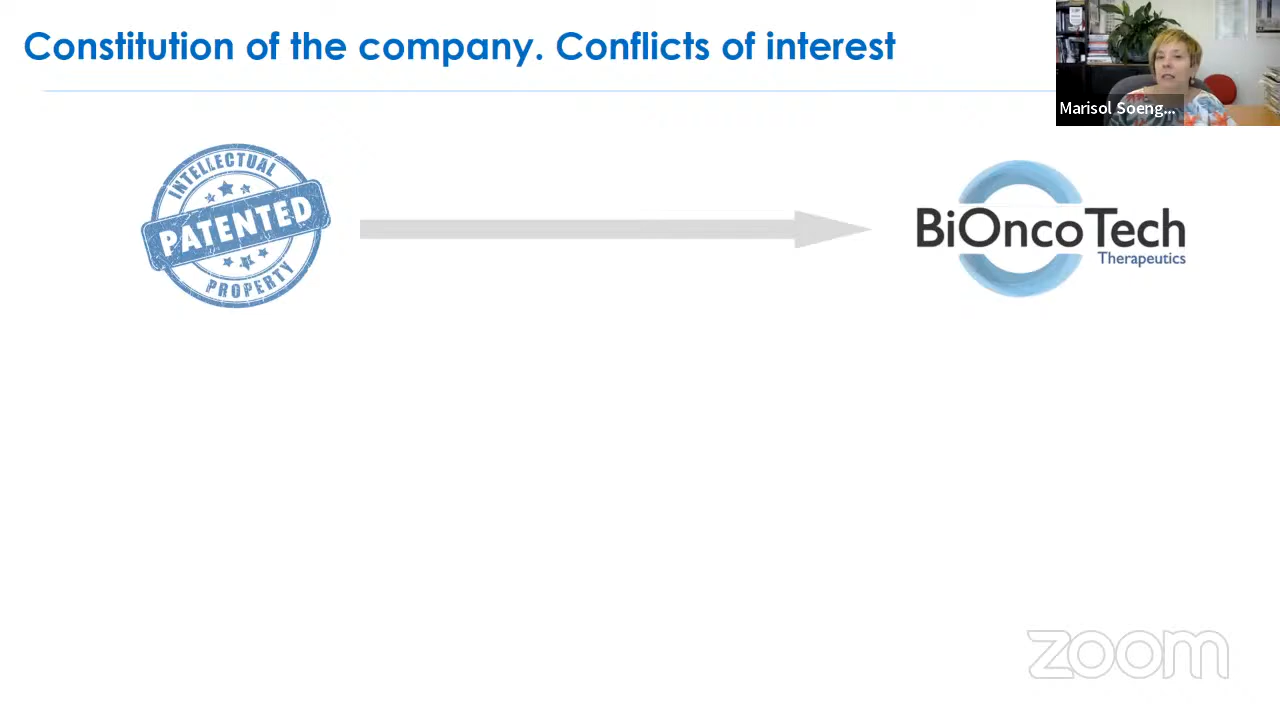 Constitution of the company. Conflicts of interest
Marisol Soeng...
INTELLECTUAL
PATENTED
PROPERTY
BiOncoTech
Therapeutics
zoom